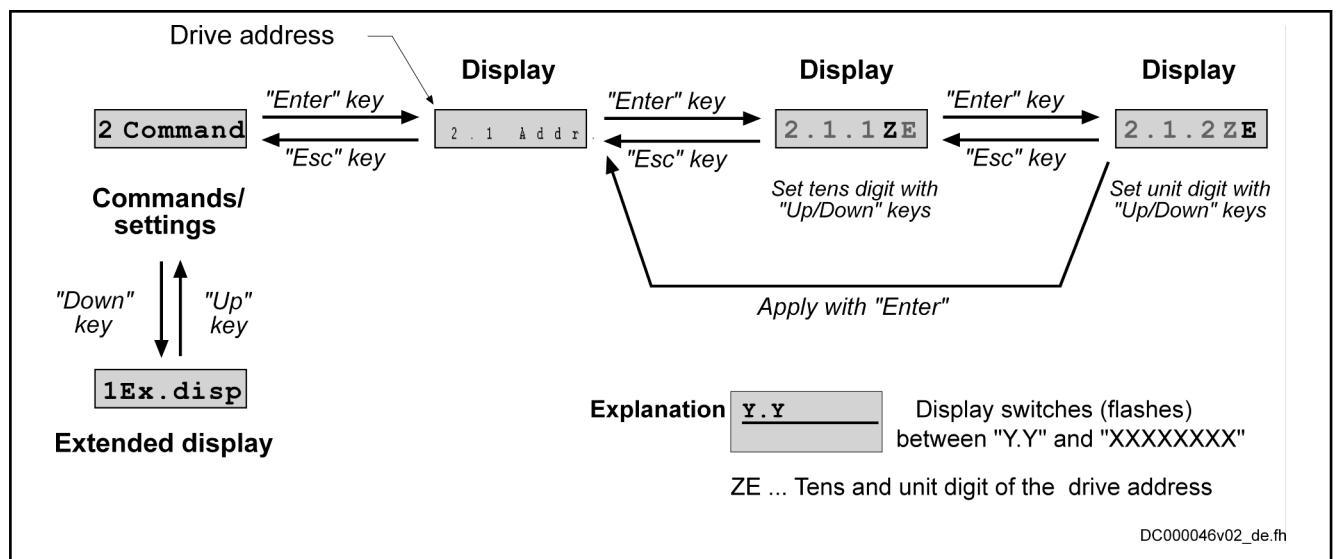 Drive address
Display
Display
Display
"Enter" key
"Enter" key
"Enter" key
2 Command
2.1 Addr.
2.1.1ZE
2.1.2ZE
"Esc" key
"Esc" key
"Esc" key
Commands/
settings
Set tens digit with
"Up/Down" keys
Set unit digit with
"Up/Down" keys
"Down"
key
"Up"
key
Apply with "Enter"
1Ex.disp
Extended display
Explanation
Y.Y
Display switches (flashes)
between "Y.Y" and "XXXXXXXX"
ZE ... Tens and unit digit of the drive address
DC000046v02_de.fh